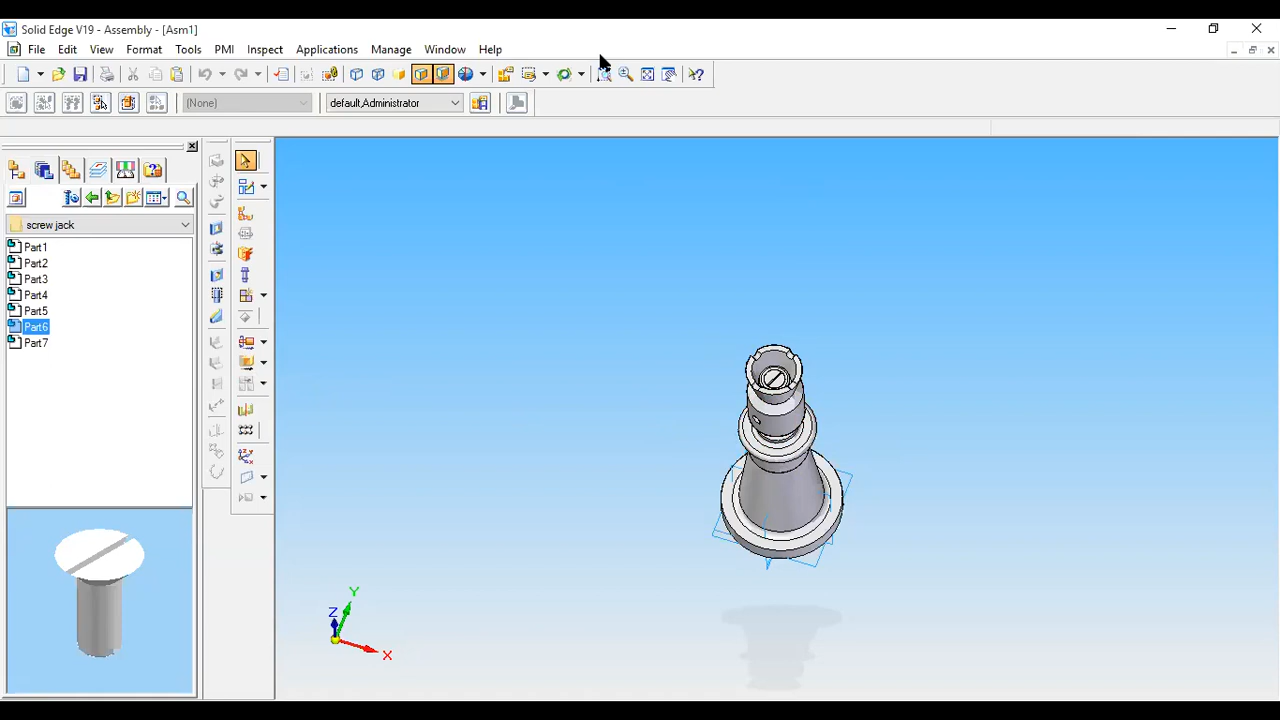 Solid Edge V19 - Assembly - [Asm1]
File Edit View Format Tools PMI Inspect Applications Manage Window Help
(None) default,Administrator
screw jack
Part1
Part2
Part3
Part4
Part5
Part6
Part7
Y
Z
X